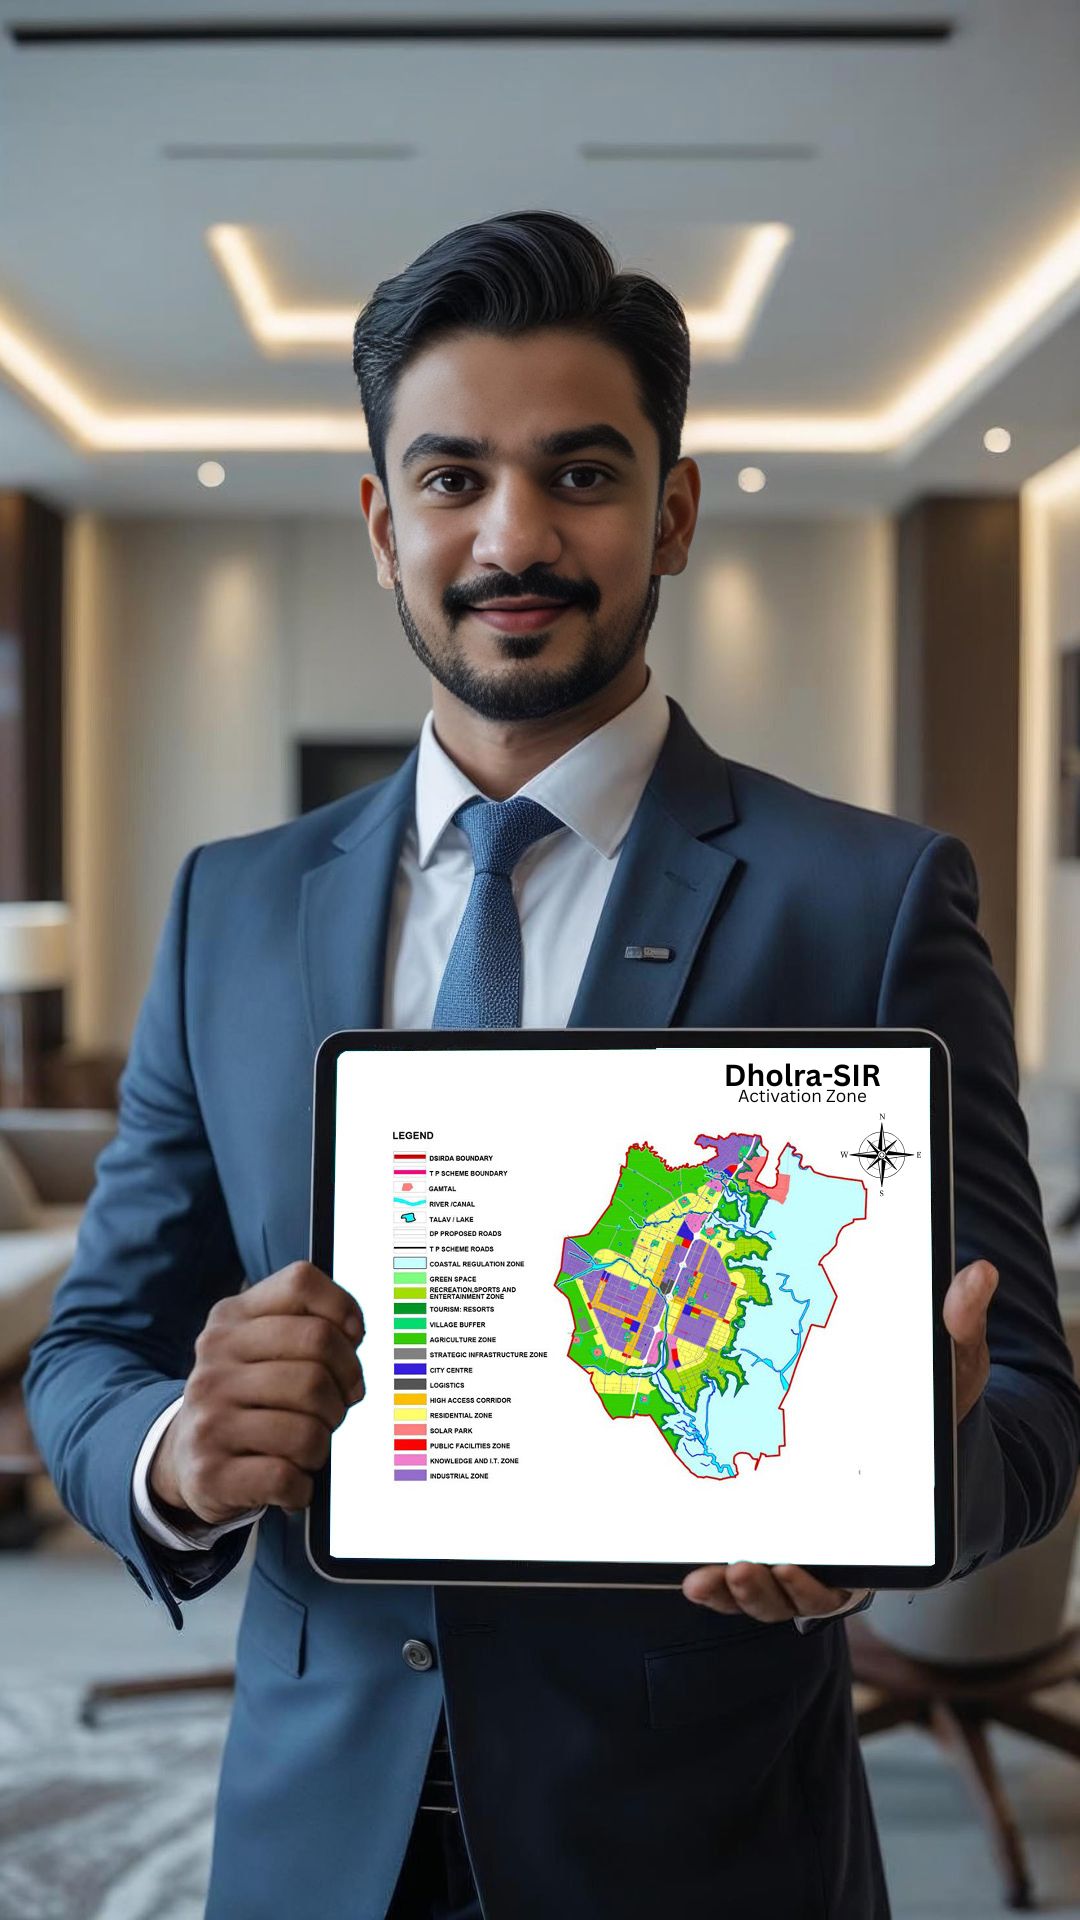 Dholra-SIR
Activation Zone
N
W
E
S
LEGEND
DSIRDA BOUNDARY
T P SCHEME BOUNDARY
GAMTAL
RIVER /CANAL
TALAV / LAKE
DP PROPOSED ROADS
T P SCHEME ROADS
COASTAL REGULATION ZONE
GREEN SPACE
RECREATION,SPORTS AND
ENTERTAINMENT ZONE
TOURISM: RESORTS
VILLAGE BUFFER
AGRICULTURE ZONE
STRATEGIC INFRASTRUCTURE ZONE
CITY CENTRE
LOGISTICS
HIGH ACCESS CORRIDOR
RESIDENTIAL ZONE
SOLAR PARK
PUBLIC FACILITIES ZONE
KNOWLEDGE AND I.T. ZONE
INDUSTRIAL ZONE